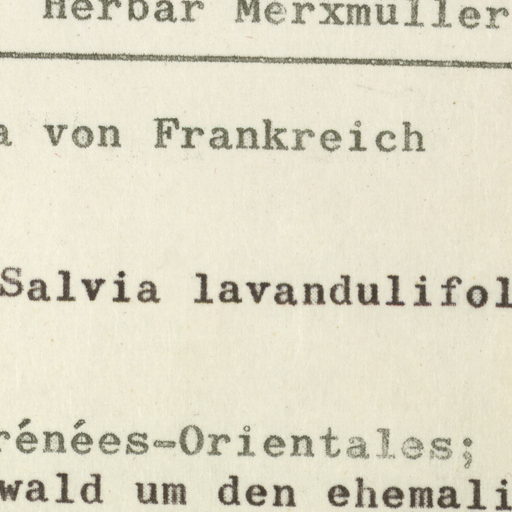 Herbar Merxmuller
a von Frankreich
Salvia lavandulifol
rénées-Orientales;
wald um den ehemali